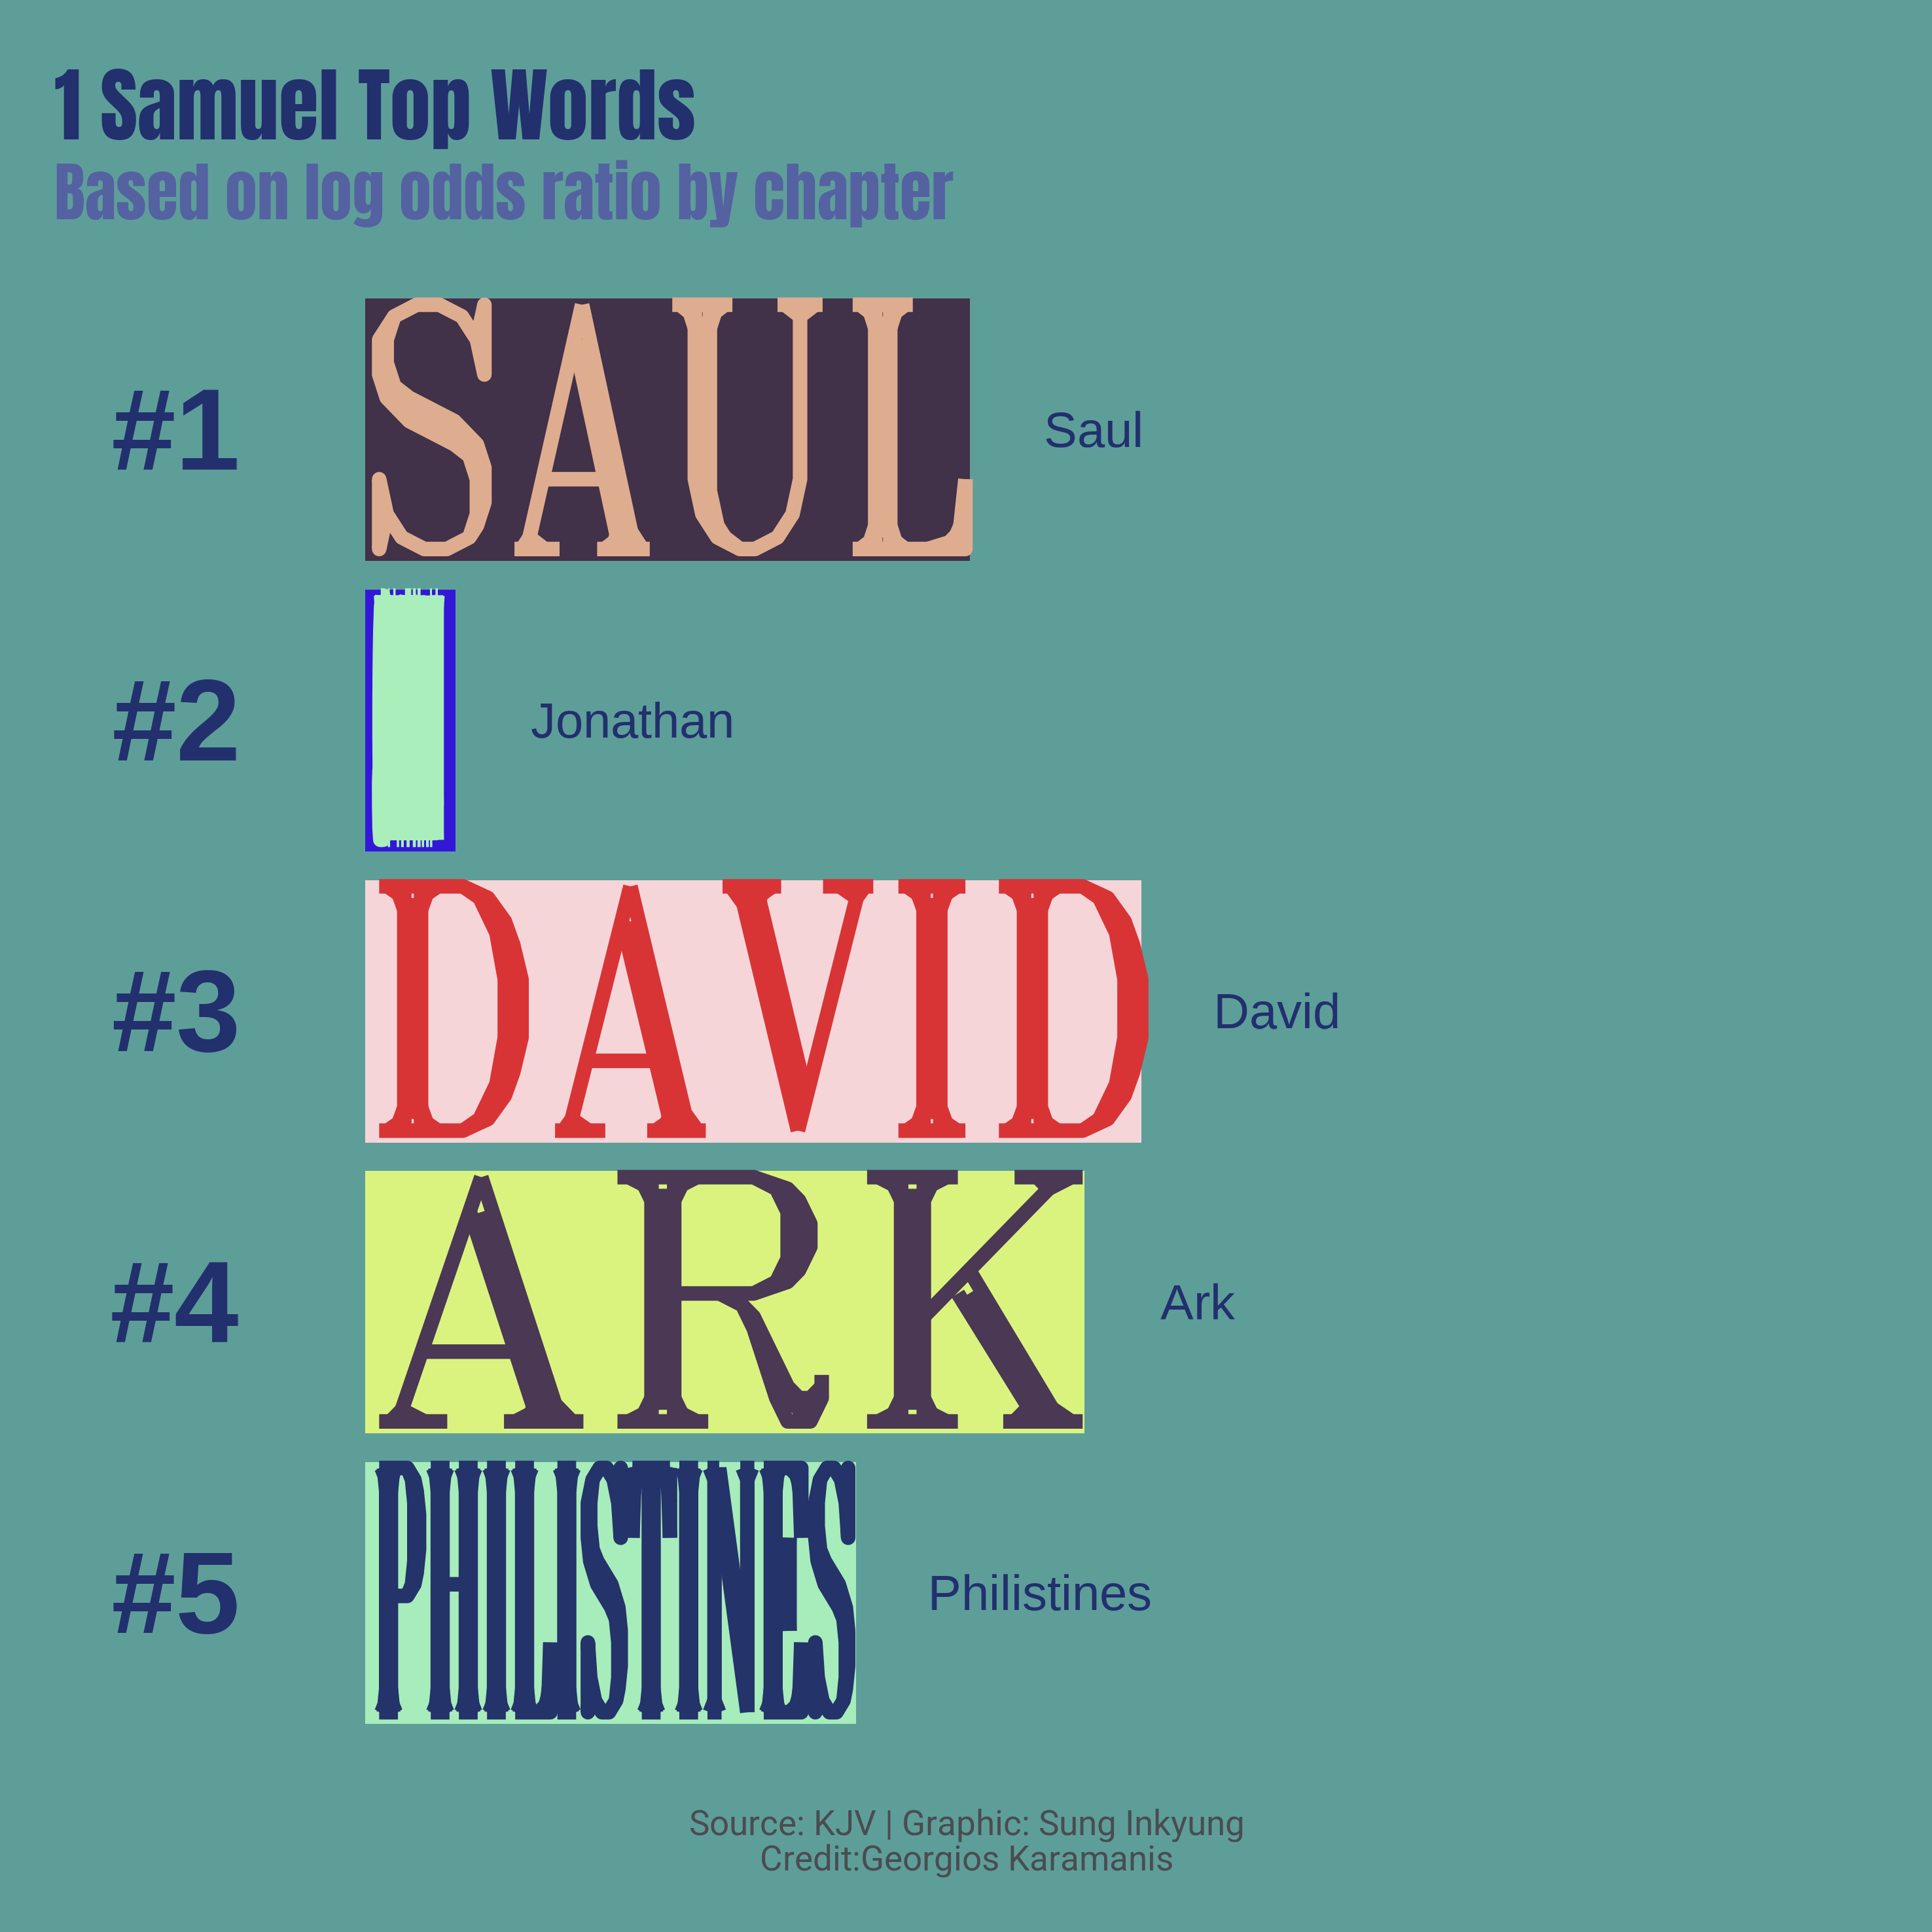 1 Samuel Top Words
Based on log odds ratio by chapter
#1 SAUL Saul
#2 Jonathan
#3 DAVID David
#4 ARK Ark
#5 PHILISTINES Philistines
Source: KJV | Graphic: Sung Inkyung
Credit:Georgios Karamanis